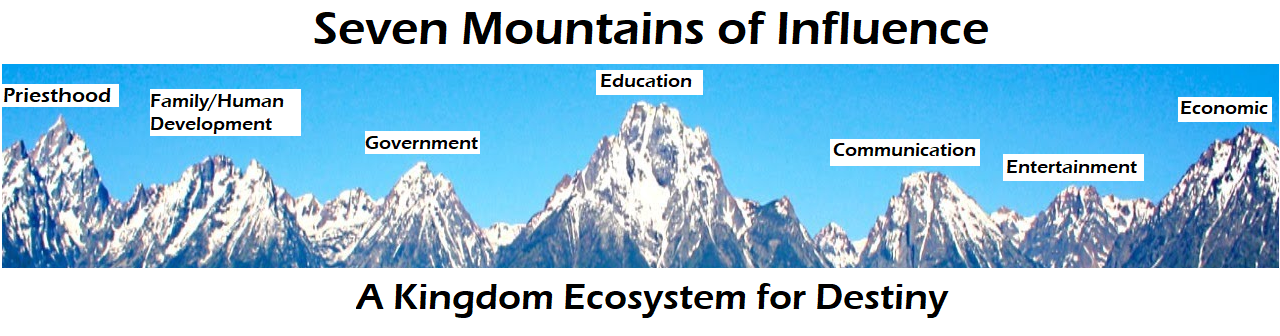 Seven Mountains of Influence
Priesthood
Family/Human
Development
Government
Education
Communication
Entertainment
Economic
A Kingdom Ecosystem for Destiny